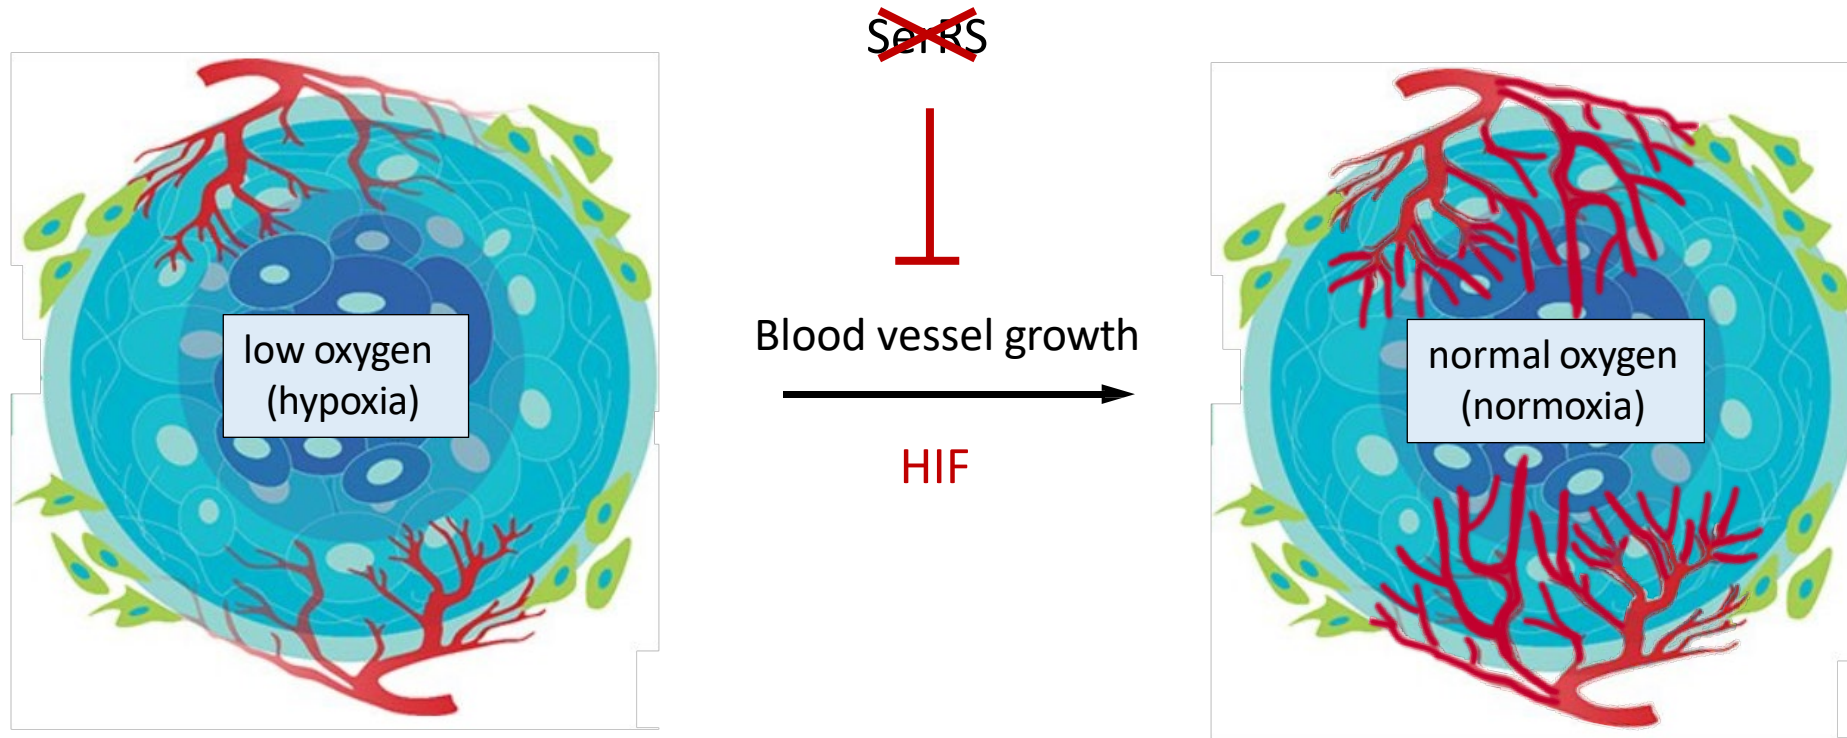 SerRS
Blood vessel growth
HIF
low oxygen
(hypoxia)
normal oxygen
(normoxia)